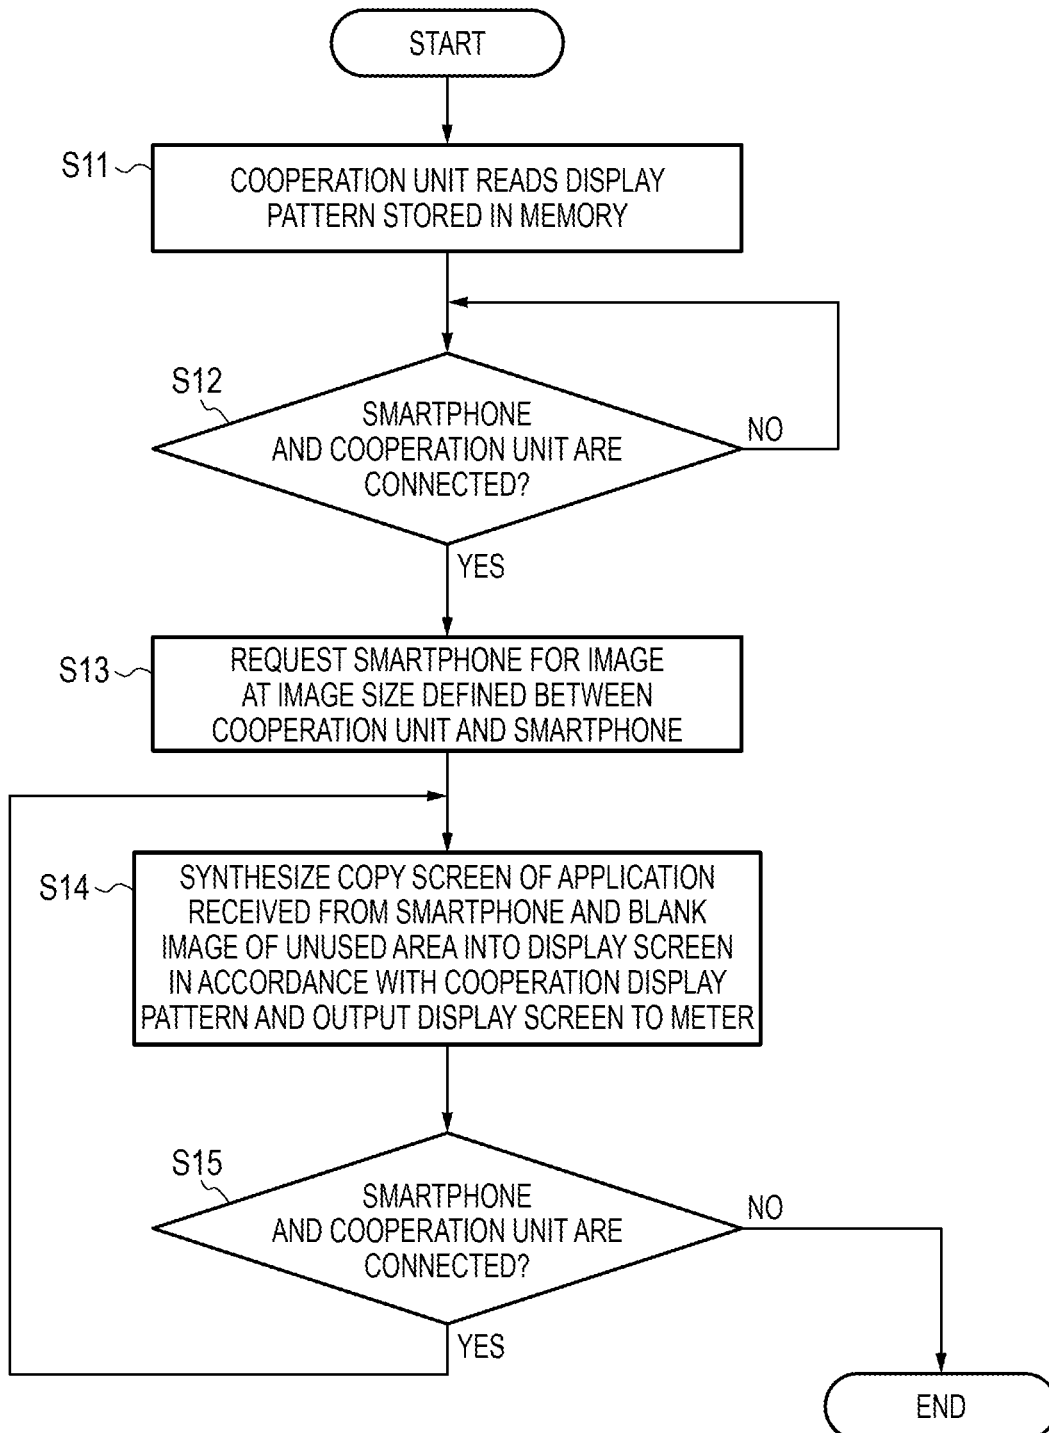 START
S11
COOPERATION UNIT READS DISPLAY
PATTERN STORED IN MEMORY
S12
SMARTPHONE
AND COOPERATION UNIT ARE
CONNECTED?
NO
YES
S13
REQUEST SMARTPHONE FOR IMAGE
AT IMAGE SIZE DEFINED BETWEEN
COOPERATION UNIT AND SMARTPHONE
S14
SYNTHESIZE COPY SCREEN OF APPLICATION
RECEIVED FROM SMARTPHONE AND BLANK
IMAGE OF UNUSED AREA INTO DISPLAY SCREEN
IN ACCORDANCE WITH COOPERATION DISPLAY
PATTERN AND OUTPUT DISPLAY SCREEN TO METER
S15
SMARTPHONE
AND COOPERATION UNIT ARE
CONNECTED?
NO
YES
END